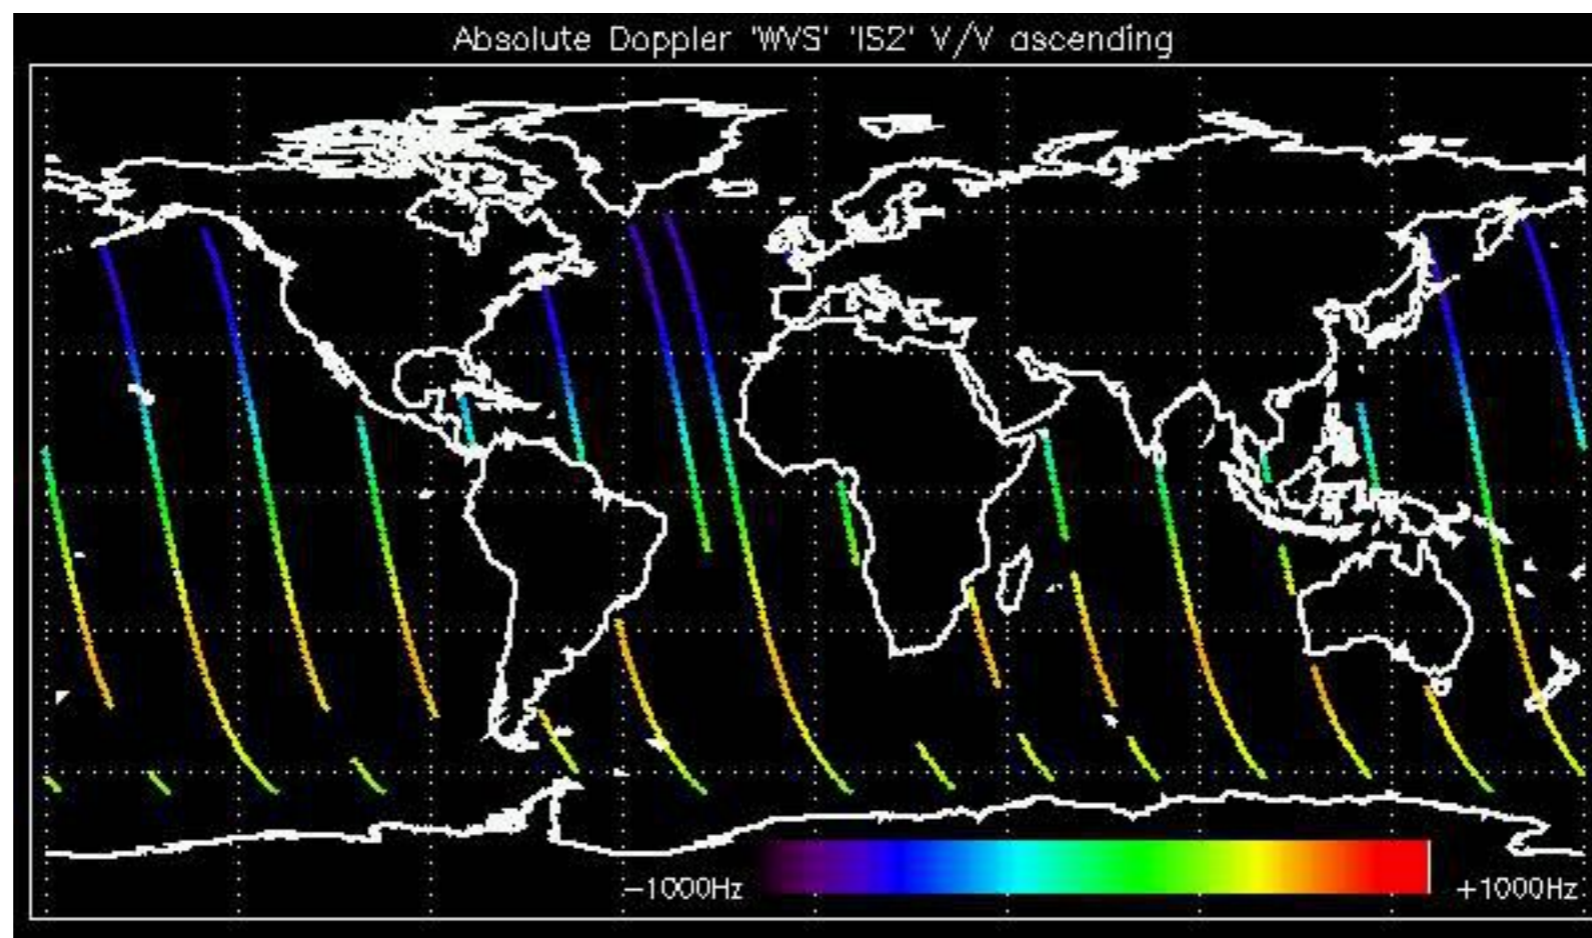 Absolute Doppler 'WVS' 'IS2' V/V ascending
-1000Hz +1000Hz